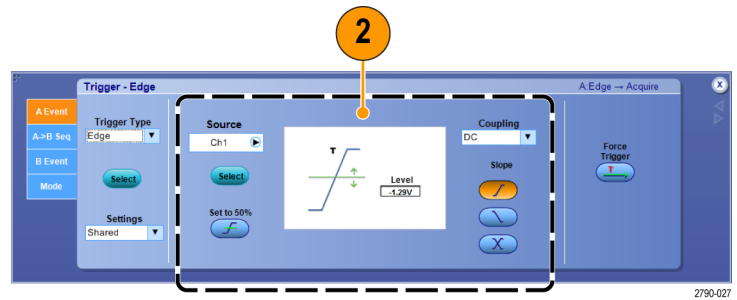 2
Trigger - Edge
A:Edge → Acquire
X
A Event
A->B Seq
B Event
Mode
Trigger Type
Edge
Select
Settings
Shared
Source
Ch1
Select
Set to 50%
T
Level
-1.29V
Coupling
DC
Slope
Force
Trigger
T
2790-027